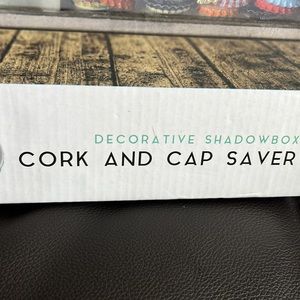 DECORATIVE SHADOWBOX
CORK AND CAP SAVER